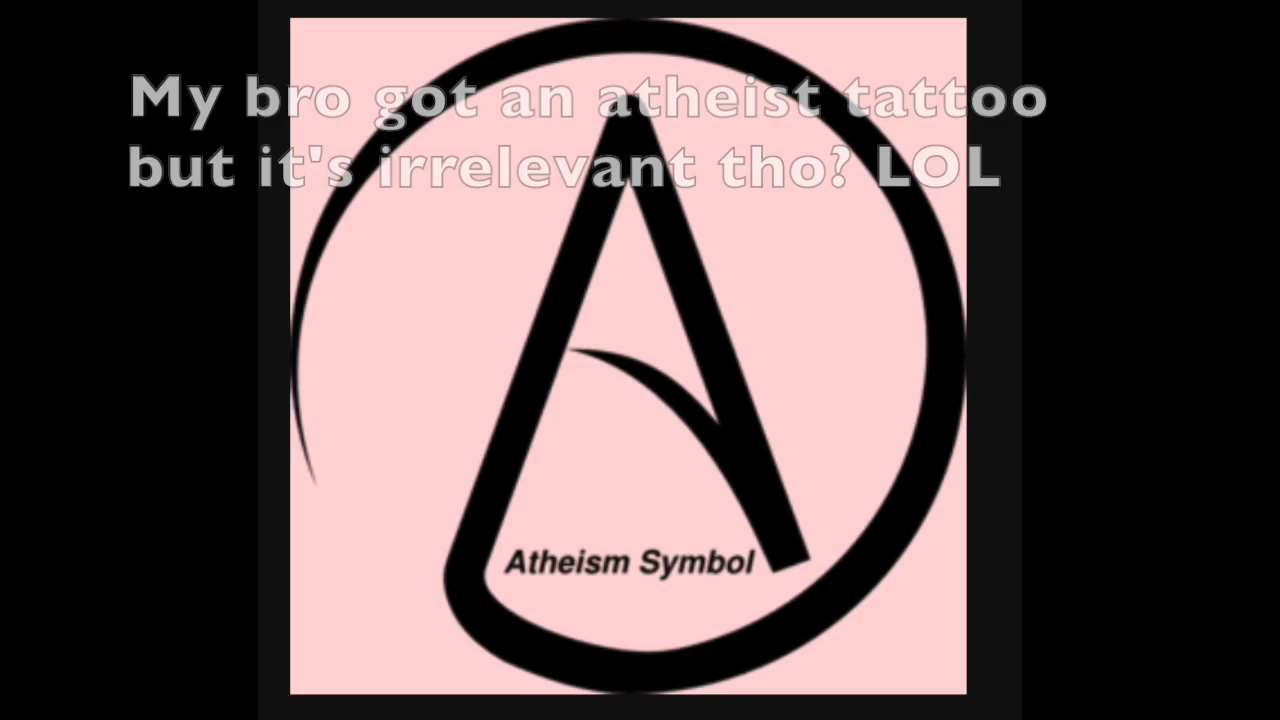 My bro got an atheist tattoo
but it's irrelevant tho? LOL
Atheism Symbol